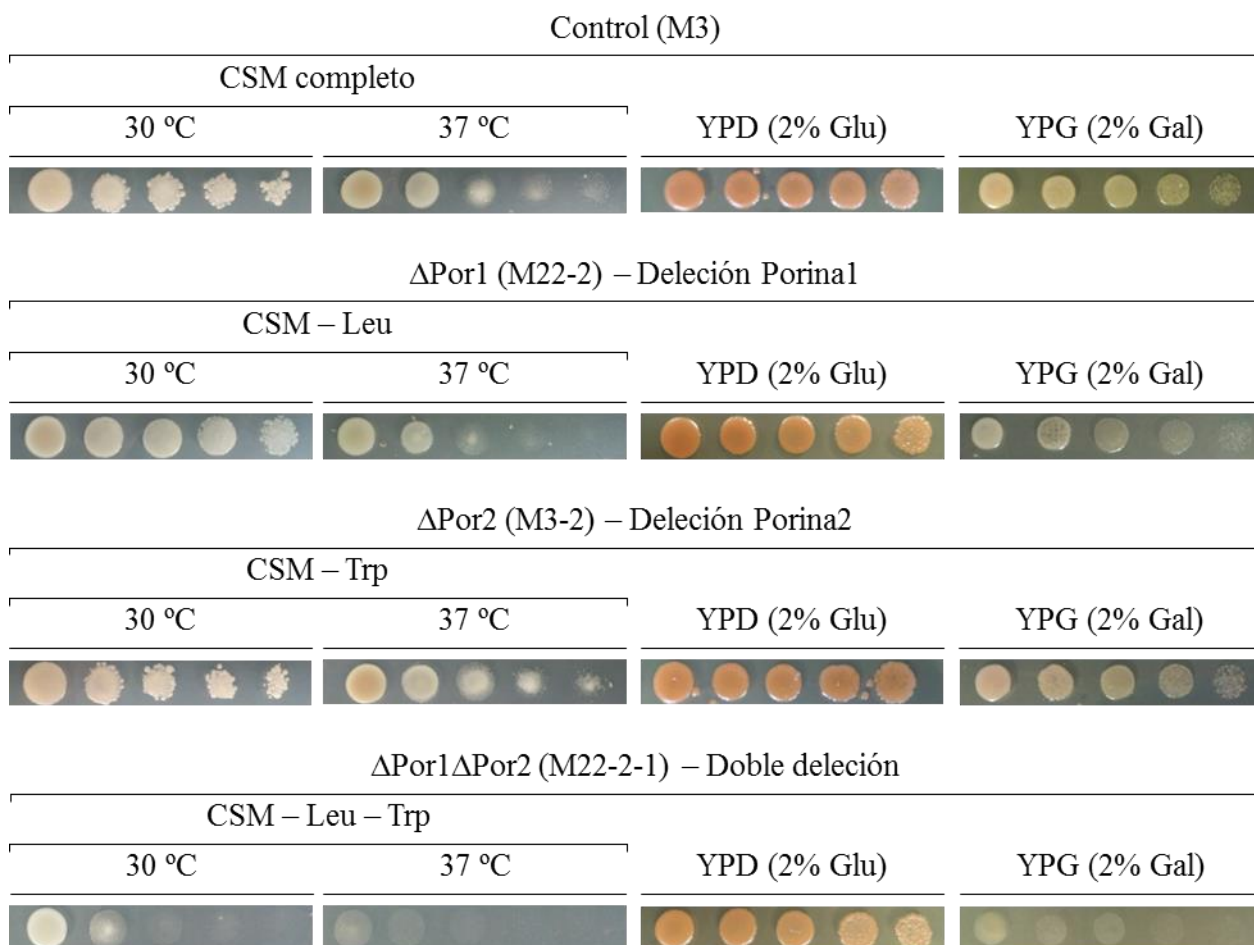 Control (M3)
CSM completo
30 ºC 37 ºC YPD (2% Glu) YPG (2% Gal)
ΔPor1 (M22-2) – Deleción Porina1
CSM – Leu
30 ºC 37 ºC YPD (2% Glu) YPG (2% Gal)
ΔPor2 (M3-2) – Deleción Porina2
CSM – Trp
30 ºC 37 ºC YPD (2% Glu) YPG (2% Gal)
ΔPor1ΔPor2 (M22-2-1) – Doble deleción
CSM – Leu – Trp
30 ºC 37 ºC YPD (2% Glu) YPG (2% Gal)